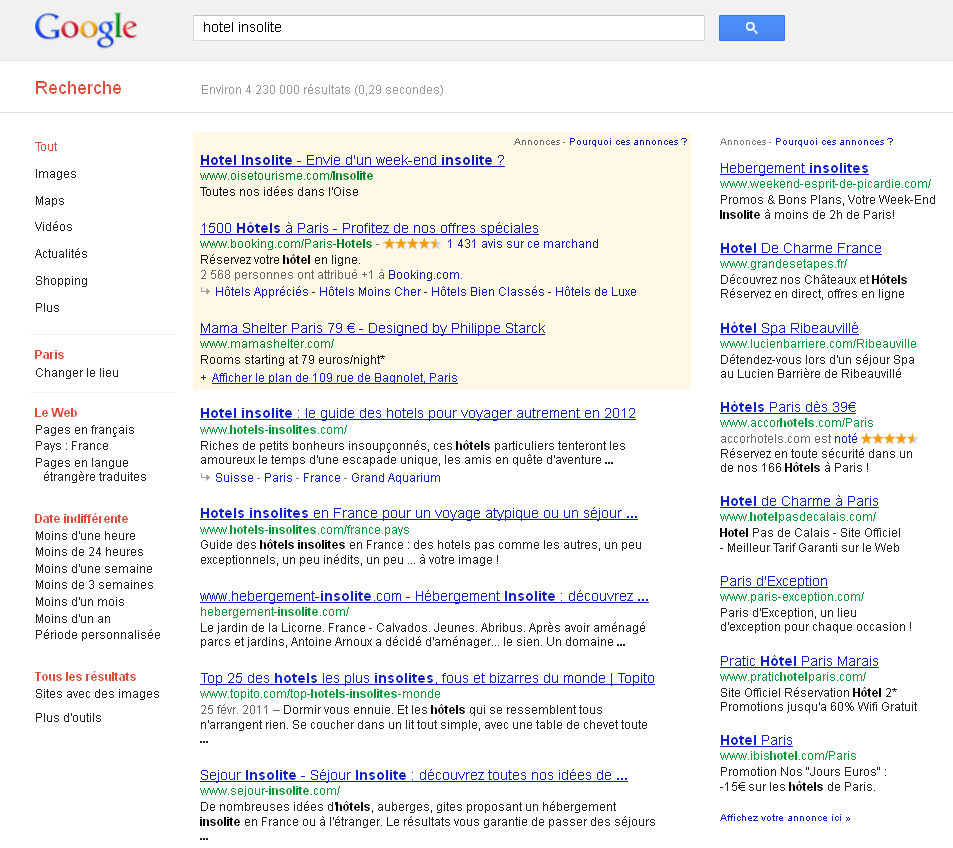 Google
hotel insolite
Recherche
Environ 4 230 000 résultats (0,29 secondes)
Tout
Images
Maps
Vidéos
Actualités
Shopping
Plus
Paris
Changer le lieu
Le Web
Pages en français
Pays : France
Pages en langue
étrangère traduites
Date indifférente
Moins d'une heure
Moins de 24 heures
Moins d'une semaine
Moins de 3 semaines
Moins d'un mois
Moins d'un an
Période personnalisée
Tous les résultats
Sites avec des images
Plus d'outils
Annonces - Pourquoi ces annonces ?
Hotel Insolite - Envie d'un week-end insolite ?
www.oisetourisme.com/Insolite
Toutes nos idées dans l'Oise
1500 Hôtels à Paris - Profitez de nos offres spéciales
www.booking.com/Paris-Hotels - 1 431 avis sur ce marchand
Réservez votre hôtel en ligne.
2 568 personnes ont attribué +1 à Booking.com.
Hôtels Appréciés - Hôtels Moins Cher - Hôtels Bien Classés - Hôtels de Luxe
Mama Shelter Paris 79 € - Designed by Philippe Starck
www.mamashelter.com/
Rooms starting at 79 euros/night*
+ Afficher le plan de 109 rue de Bagnolet, Paris
Hotel insolite : le guide des hotels pour voyager autrement en 2012
www.hotels-insolites.com/
Riches de petits bonheurs insoupçonnés, ces hôtels particuliers tenteront les
amoureux le temps d'une escapade unique, les amis en quête d'aventure ...
Suisse - Paris - France - Grand Aquarium
Hotels insolites en France pour un voyage atypique ou un séjour ...
www.hotels-insolites.com/france.pays
Guide des hôtels insolites en France : des hotels pas comme les autres, un peu
exceptionnels, un peu inédits, un peu ... à votre image !
www.hebergement-insolite.com - Hébergement Insolite : découvrez ...
hebergement-insolite.com/
Le jardin de la Licorne. France - Calvados. Jeunes. Abribus. Après avoir aménagé
parcs et jardins, Antoine Arnoux a décidé d'aménager... le sien. Un domaine ...
Top 25 des hotels les plus insolites, fous et bizarres du monde | Topito
www.topito.com/top-hotels-insolites-monde
25 févr. 2011 – Dormir vous ennuie. Et les hôtels qui se ressemblent tous
n'arrangent rien. Se coucher dans un lit tout simple, avec une table de chevet toute
...
Sejour Insolite - Séjour Insolite : découvrez toutes nos idées de ...
www.sejour-insolite.com/
De nombreuses idées d'hôtels, auberges, gites proposant un hébergement
insolite en France ou à l'étranger. Le résultats vous garantie de passer des séjours
...
Annonces - Pourquoi ces annonces ?
Hebergement insolites
www.weekend-esprit-de-picardie.com/
Promos & Bons Plans, Votre Week-End
Insolite à moins de 2h de Paris!
Hotel De Charme France
www.grandesetapes.fr/
Découvrez nos Châteaux et Hôtels
Réservez en direct, offres en ligne
Hôtel Spa Ribeauvillé
www.lucienbarriere.com/Ribeauville
Détendez-vous lors d'un séjour Spa
au Lucien Barrière de Ribeauvillé
Hôtels Paris dès 39€
www.accorhotels.com/Paris
accorhotels.com est noté
Réservez en toute sécurité dans un
de nos 166 Hôtels à Paris !
Hotel de Charme à Paris
www.hotelpasdecalais.com/
Hotel Pas de Calais - Site Officiel
- Meilleur Tarif Garanti sur le Web
Paris d'Exception
www.paris-exception.com/
Paris d'Exception, un lieu
d'exception pour chaque occasion !
Pratic Hôtel Paris Marais
www.pratichotelparis.com/
Site Officiel Réservation Hôtel 2*
Promotions jusqu'a 60% Wifi Gratuit
Hotel Paris
www.ibishotel.com/Paris
Promotion Nos "Jours Euros" :
-15€ sur les hôtels de Paris.
Affichez votre annonce ici »